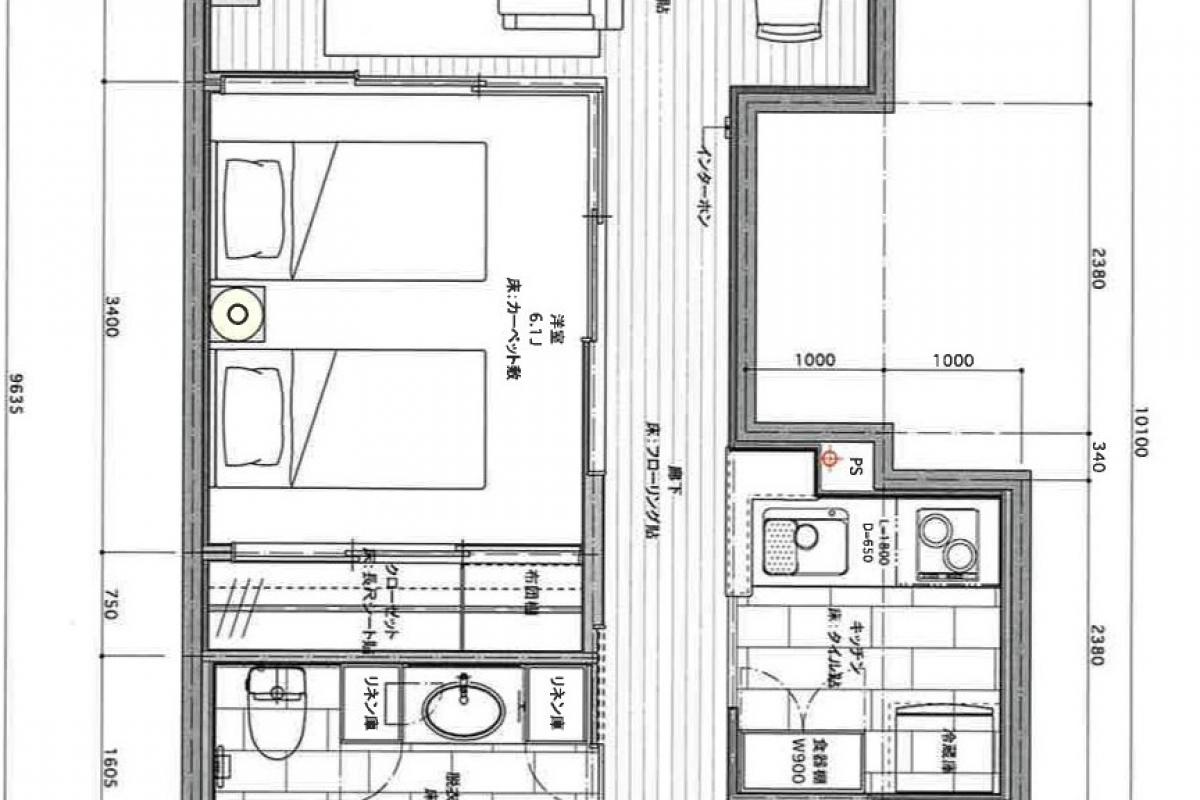 貼
インターホン
洋室
6.1J
床:カーペット敷
廊下
床:フローリング貼
PS
L=1800
D=650
キッチン
床:タイル貼
食器棚
W900
冷蔵庫
クローゼット
床:長尺シート貼
布団棚
リネン庫
リネン庫
脱衣
床
9635
3400
750
1605
1000
1000
2380
340
2380
10100